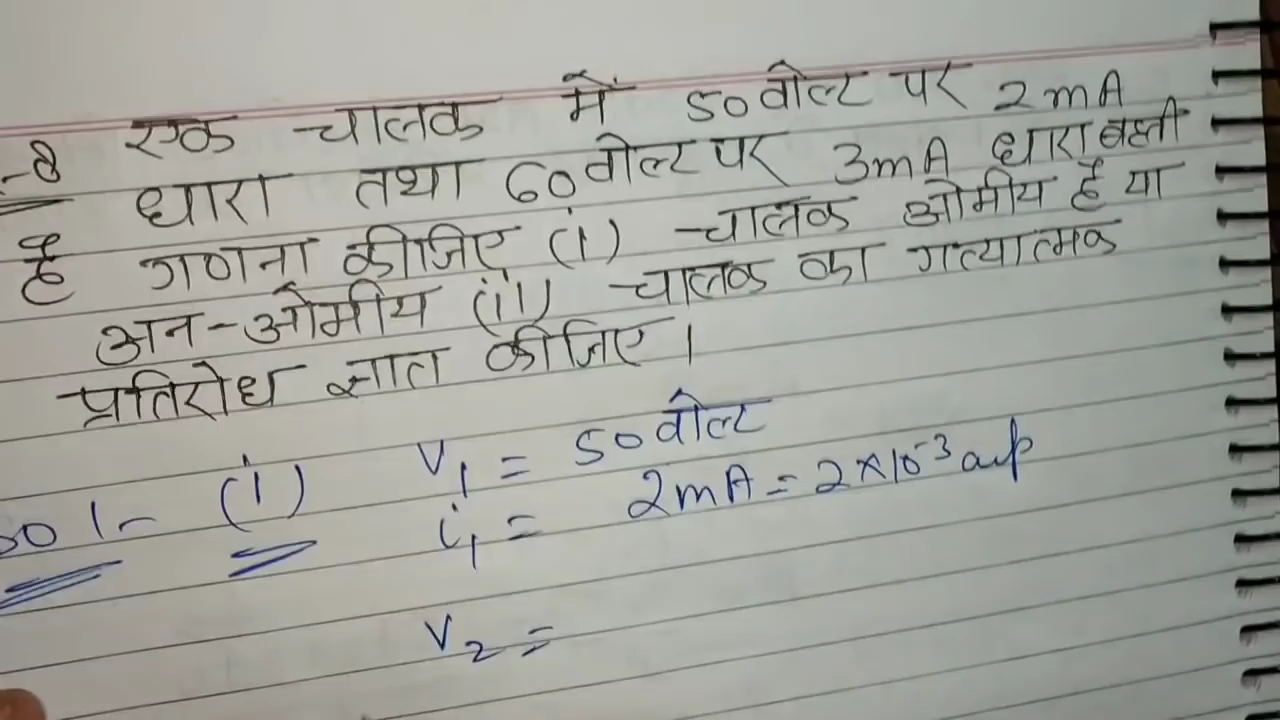 एक चालक में 50 वोल्ट पर 2mA
धारा तथा 60 वोल्ट पर 3mA धारा बहती
है गणना कीजिए (i) चालक ओमीय है या
अन-ओमीय (ii) चालक का गत्यात्मक
प्रतिरोध ज्ञात कीजिए।
(i) V₁ = 50 वोल्ट
i₁ = 2mA = 2×10⁻³ amp
V₂ =